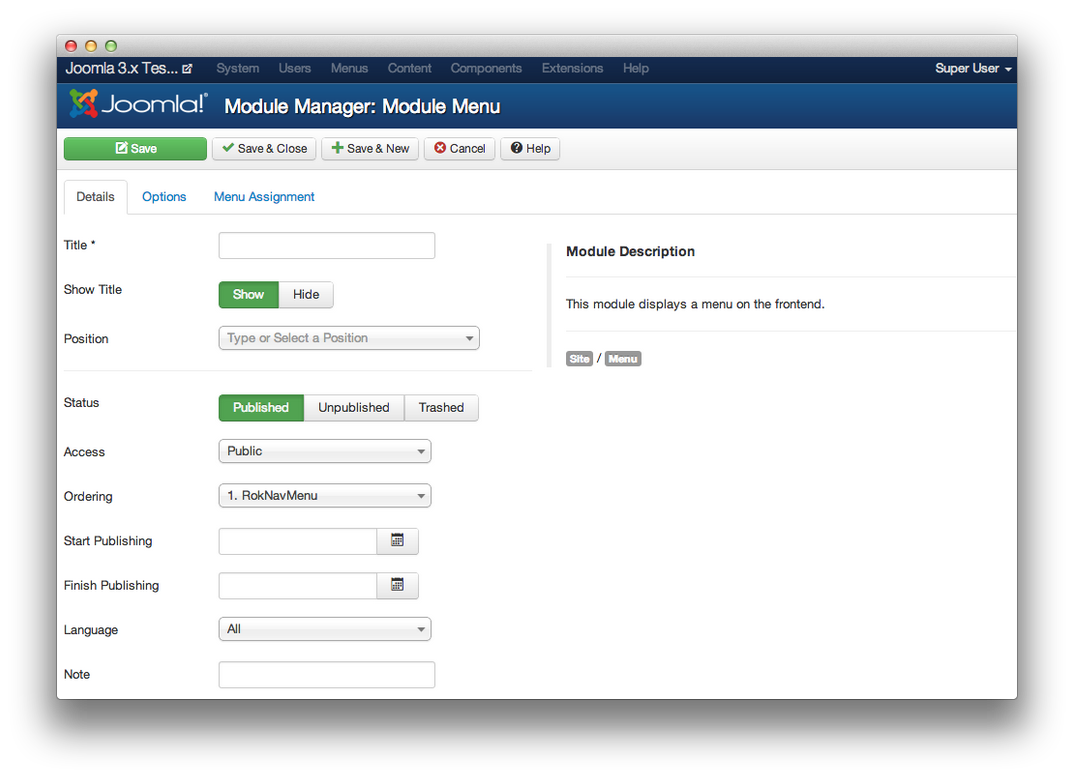 Joomla 3.x Tes... System Users Menus Content Components Extensions Help Super User
Joomla!® Module Manager: Module Menu
Save Save & Close Save & New Cancel Help
Details Options Menu Assignment
Title *
Show Title Show Hide
Position Type or Select a Position
Module Description
This module displays a menu on the frontend.
Site / Menu
Status Published Unpublished Trashed
Access Public
Ordering 1. RokNavMenu
Start Publishing
Finish Publishing
Language All
Note